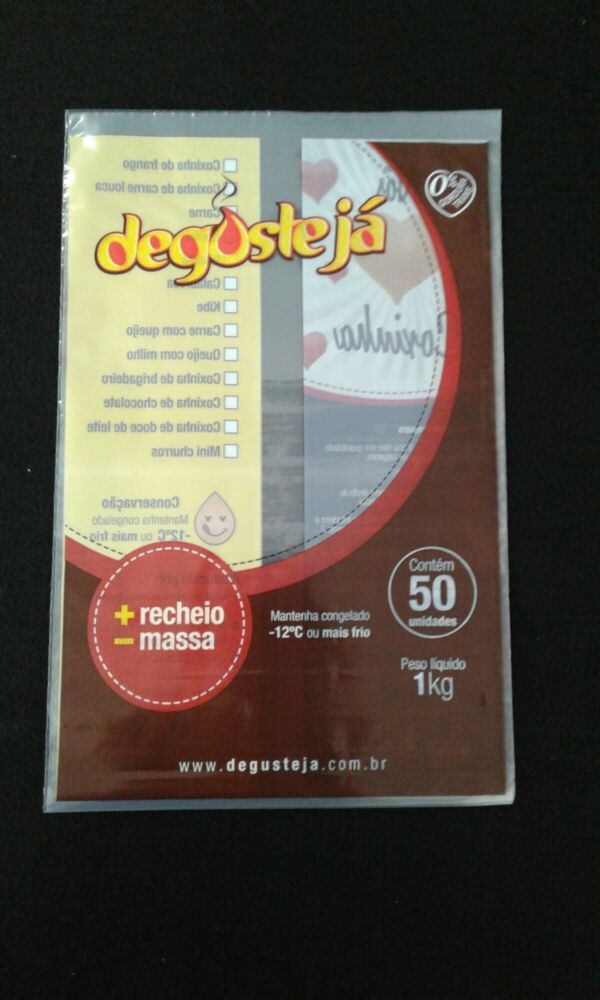 Coxinha de frango
Coxinha de carne louca
Carne
degustejá
0%
Calabresa
Kibe
Carne com queijo
Coxinha
Queijo com milho
Coxinha de brigadeiro
Coxinha de chocolate
Coxinha de doce de leite
Mini churros
Conservação
Mantenha congelado
-12ºC ou mais frio
Contém
50
unidades
+ recheio
- massa
Mantenha congelado
-12ºC ou mais frio
Peso líquido
1kg
www.degusteja.com.br